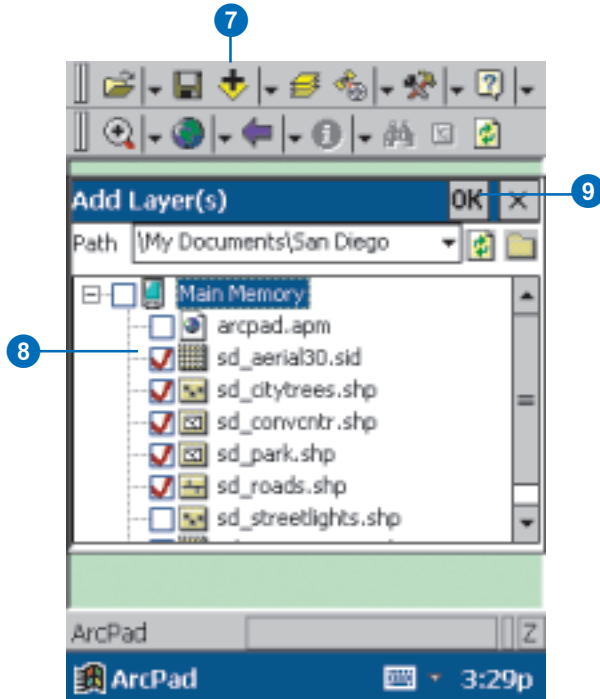 7
Add Layer(s) OK
9
Path \My Documents\San Diego
Main Memory
arcpad.apm
8
sd_aerial30.sid
sd_citytrees.shp
sd_convcntr.shp
sd_park.shp
sd_roads.shp
sd_streetlights.shp
ArcPad Z
ArcPad 3:29p